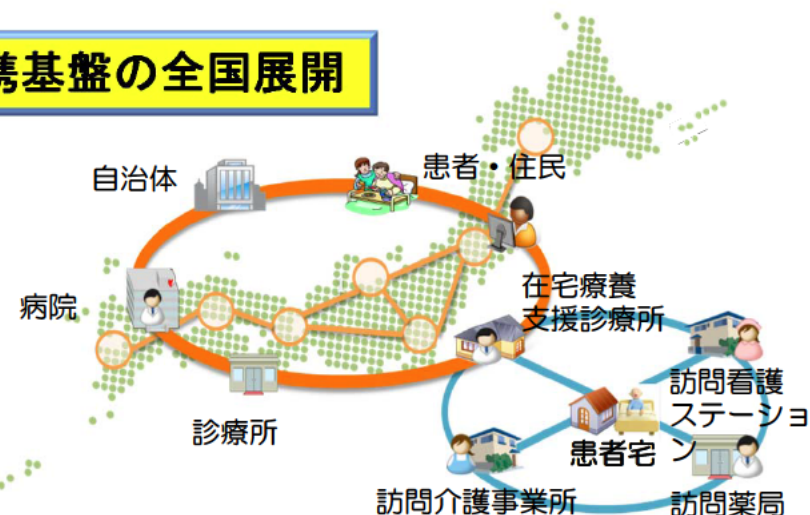 携基盤の全国展開
自治体
患者・住民
病院
在宅療養
支援診療所
診療所
訪問看護
ステーショ
ン
患者宅
訪問介護事業所
訪問薬局